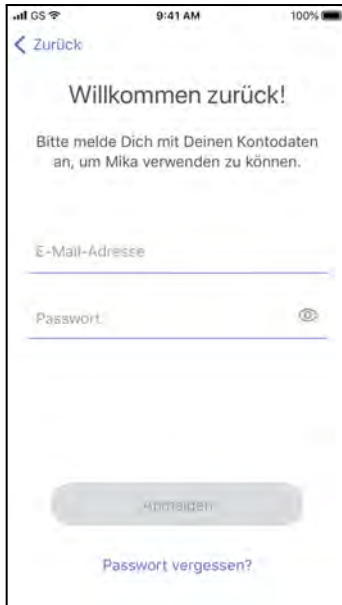 GS 9:41 AM 100%
Zurück
Willkommen zurück!
Bitte melde Dich mit Deinen Kontodaten
an, um Mika verwenden zu können.
E-Mail-Adresse
Passwort
Anmelden
Passwort vergessen?